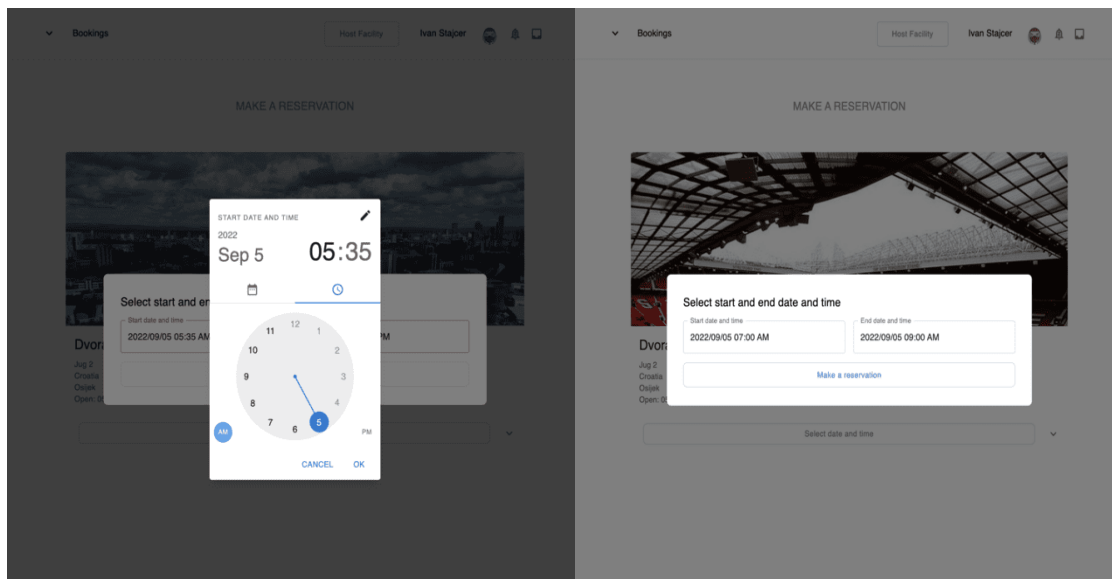 Bookings
Host Facility
Ivan Stajcer
MAKE A RESERVATION
START DATE AND TIME
2022
Sep 5
05:35
Select start and en
Start date and time
2022/09/05 05:35 AM
PM
12
1
2
3
4
5
6
7
8
9
10
11
AM
PM
CANCEL
OK
Jug 2
Croatia
Osijek
Open:
Bookings
Host Facility
Ivan Stajcer
MAKE A RESERVATION
Select start and end date and time
Start date and time
2022/09/05 07:00 AM
End date and time
2022/09/05 09:00 AM
Make a reservation
Jug 2
Croatia
Osijek
Open:
Select date and time